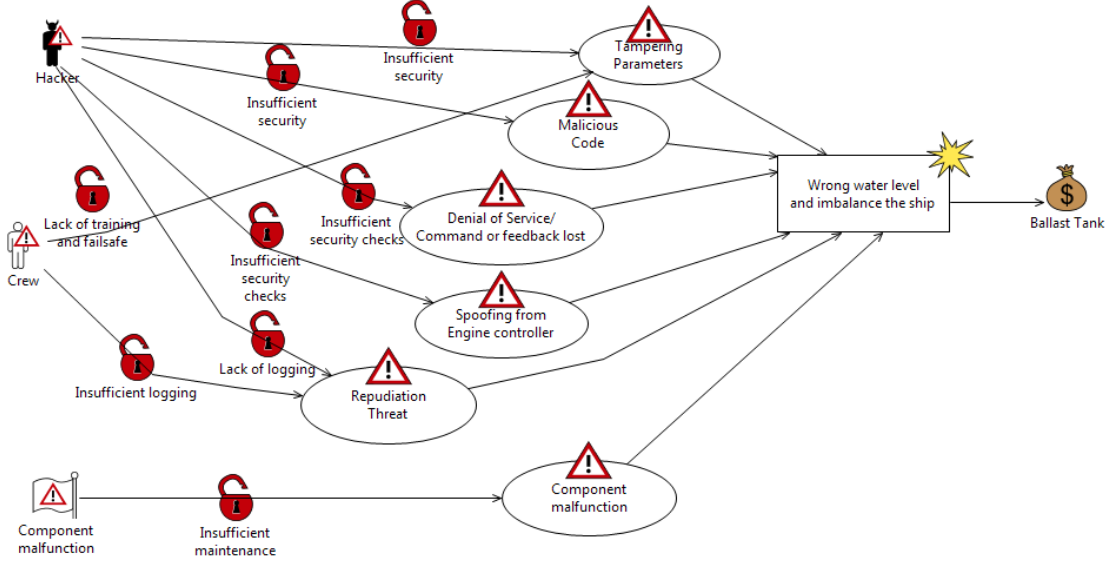 Hacker
Insufficient
security
Insufficient
security
Tampering
Parameters
Malicious
Code
Lack of training
and failsafe
Crew
Insufficient
security checks
Denial of Service/
Command or feedback lost
Wrong water level
and imbalance the ship
$
Ballast Tank
Insufficient
security
checks
Spoofing from
Engine controller
Insufficient logging
Lack of logging
Repudiation
Threat
Component
malfunction
Insufficient
maintenance
Component
malfunction